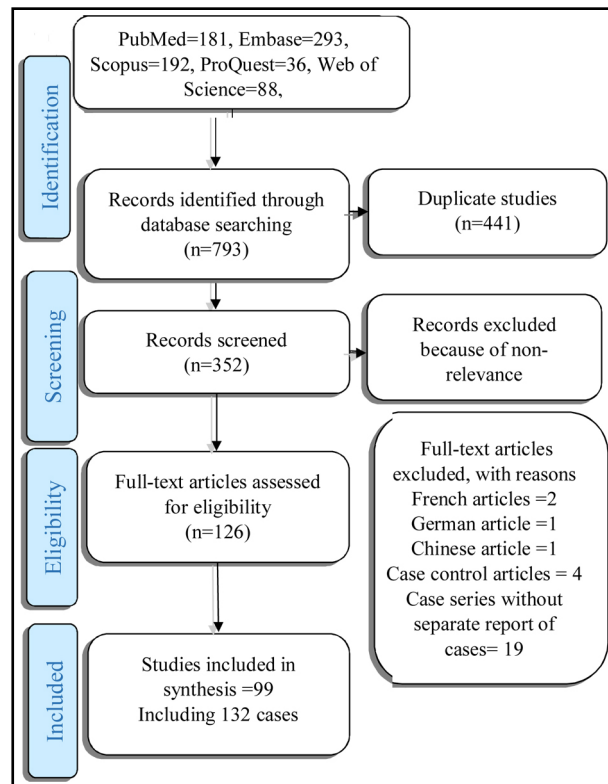 PubMed=181, Embase=293,
Scopus=192, ProQuest=36, Web of
Science=88,
Identification
Records identified through
database searching
(n=793)
Duplicate studies
(n=441)
Screening
Records screened
(n=352)
Records excluded
because of non-
relevance
Eligibility
Full-text articles assessed
for eligibility
(n=126)
Full-text articles
excluded, with reasons
French articles =2
German article =1
Chinese article =1
Case control articles = 4
Case series without
separate report of
cases= 19
Included
Studies included in
synthesis =99
Including 132 cases